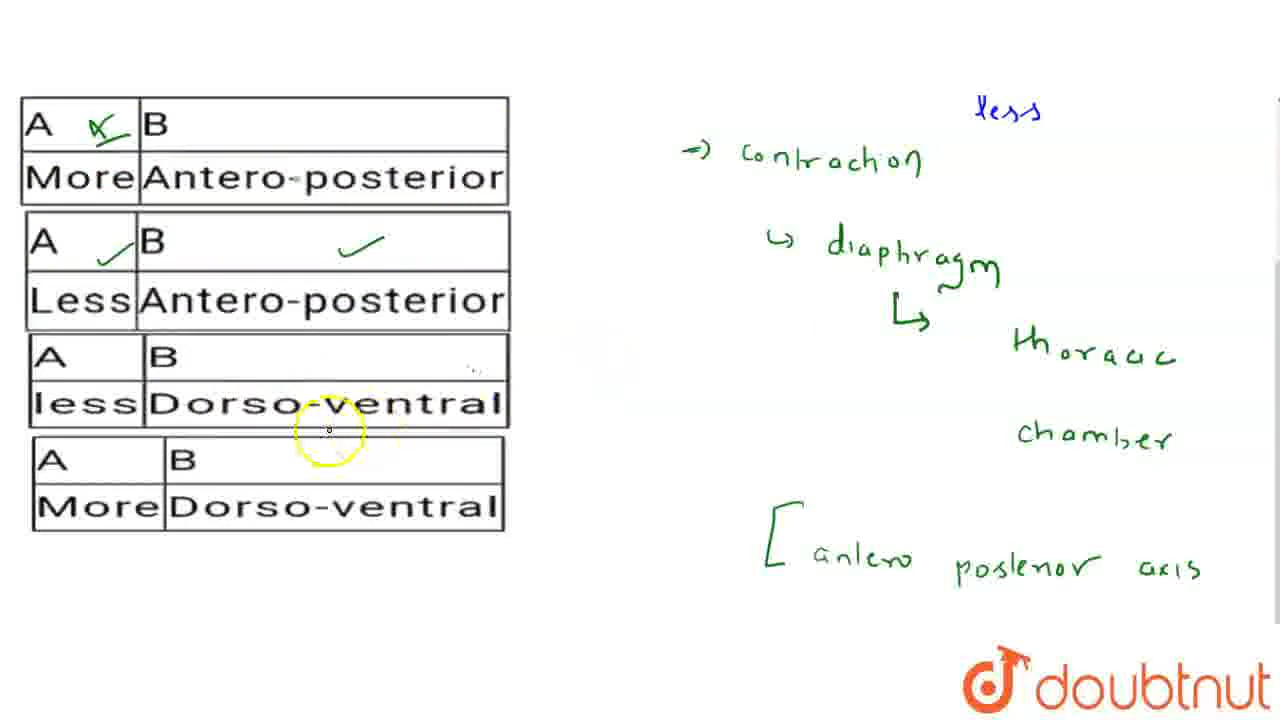 A B
More Antero-posterior
A B
Less Antero-posterior
A B
less Dorso-ventral
A B
More Dorso-ventral
less
⇒ contraction
↳ diaphragm
↳ thoracic
chamber
[ antero posterior axis
doubtnut